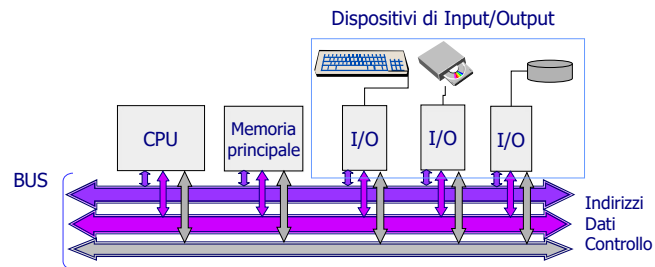 Dispositivi di Input/Output
CPU
Memoria
principale
I/O
I/O
I/O
BUS
Indirizzi
Dati
Controllo